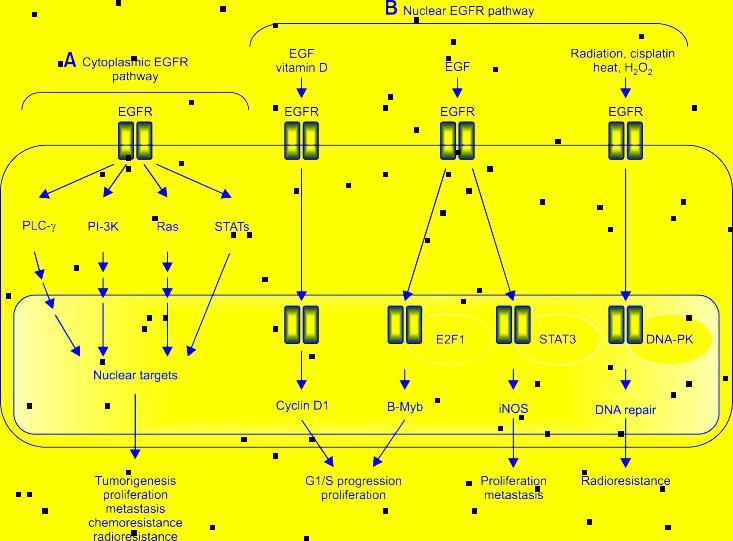 B Nuclear EGFR pathway
A Cytoplasmic EGFR
pathway
EGF
vitamin D
EGF
Radiation, cisplatin
heat, H2O2
EGFR
EGFR
EGFR
EGFR
PLC-γ
PI-3K
Ras
STATs
E2F1
STAT3
DNA-PK
Nuclear targets
Cyclin D1
B-Myb
iNOS
DNA repair
Tumorigenesis
proliferation
metastasis
chemoresistance
radioresistance
G1/S progression
proliferation
Proliferation
metastasis
Radioresistance